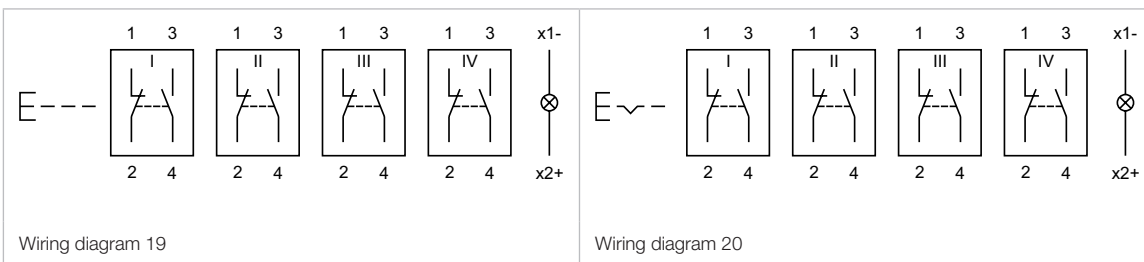 1 3 1 3 1 3 1 3 x1-
I II III IV
2 4 2 4 2 4 2 4 x2+
Wiring diagram 19
1 3 1 3 1 3 1 3 x1-
I II III IV
2 4 2 4 2 4 2 4 x2+
Wiring diagram 20